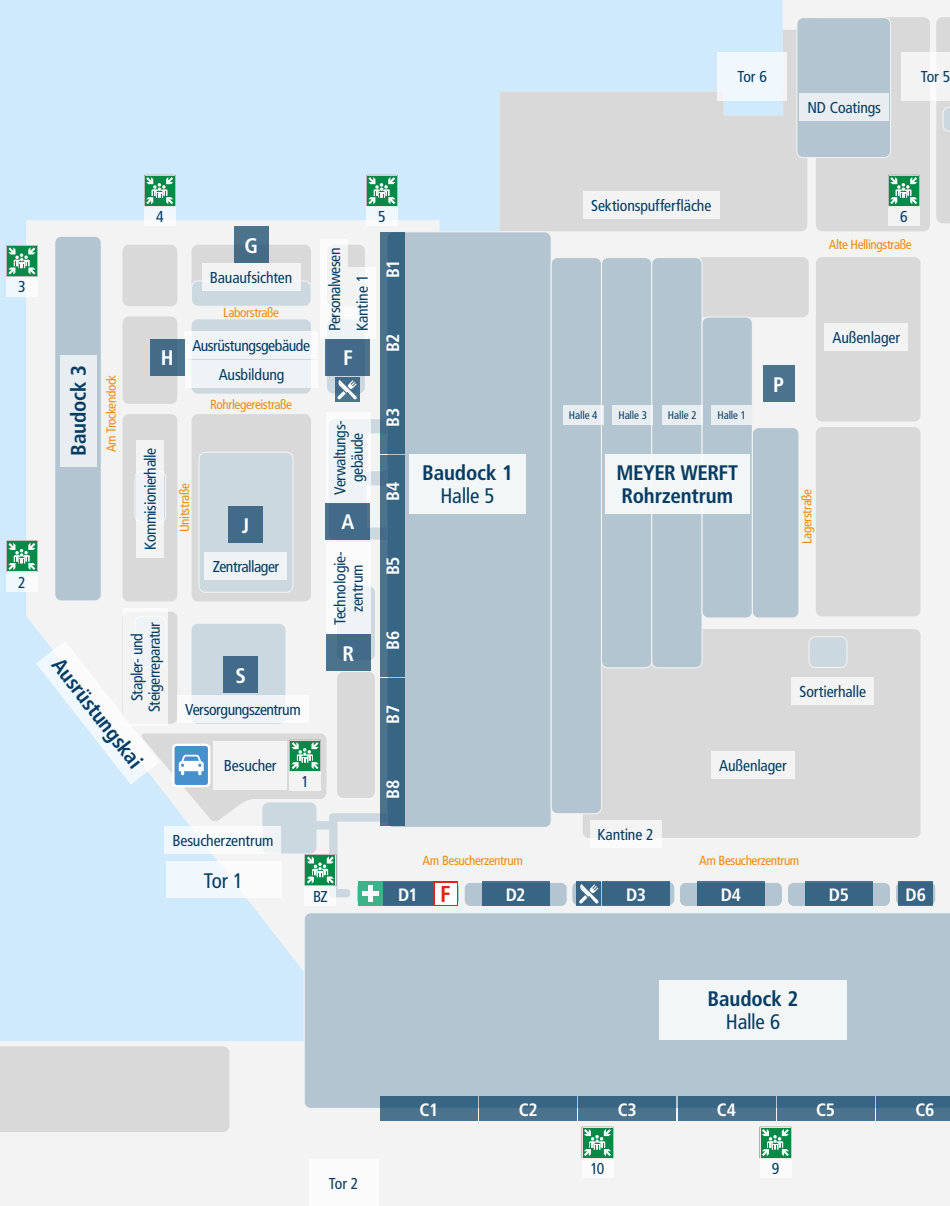 Tor 6
ND Coatings
Tor 5
Sektionspufferfläche
4
5
6
3
G
Bauaufsichten
Laborstraße
Personalwesen
Kantine 1
B1
Alte Hellingstraße
H
Ausrüstungsgebäude
Ausbildung
F
B2
Außenlager
Baudock 3
Am Trockendock
Rohrlegereistraße
P
B3
Halle 4
Halle 3
Halle 2
Halle 1
Kommisionierhalle
Unitstraße
Verwaltungs-
gebäude
B4
Baudock 1
Halle 5
MEYER WERFT
Rohrzentrum
Lagerstraße
J
Zentrallager
A
2
Technologie-
zentrum
B5
R
B6
Stapler- und
Steigerreparatur
S
Versorgungszentrum
Sortierhalle
Ausrüstungskai
B7
Besucher
1
B8
Außenlager
Besucherzentrum
Kantine 2
Tor 1
BZ
Am Besucherzentrum
Am Besucherzentrum
D1
F
D2
D3
D4
D5
D6
Baudock 2
Halle 6
C1
C2
C3
C4
C5
C6
10
9
Tor 2